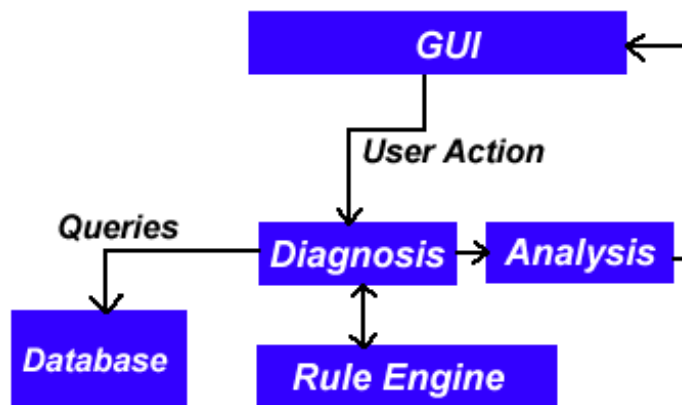 GUI
User Action
Queries
Diagnosis
Analysis
Database
Rule Engine